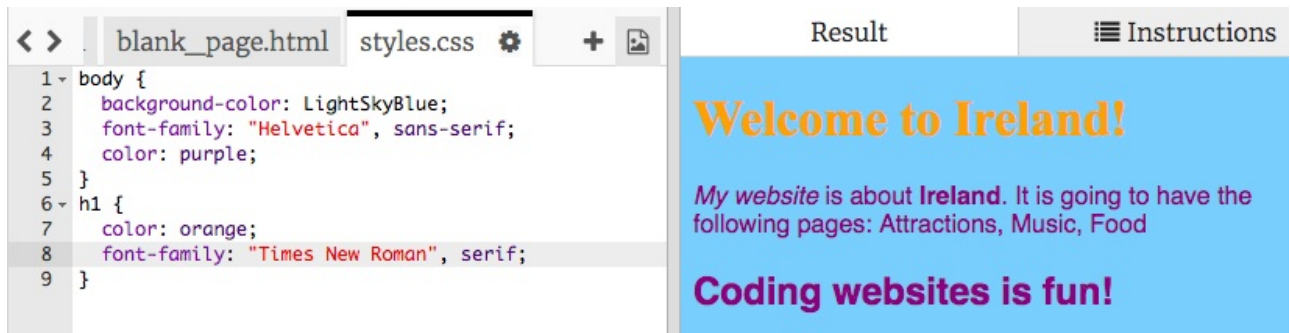 blank_page.html styles.css
1 body {
2 background-color: LightSkyBlue;
3 font-family: "Helvetica", sans-serif;
4 color: purple;
5 }
6 h1 {
7 color: orange;
8 font-family: "Times New Roman", serif;
9 }
Result Instructions
Welcome to Ireland!
My website is about Ireland. It is going to have the
following pages: Attractions, Music, Food
Coding websites is fun!